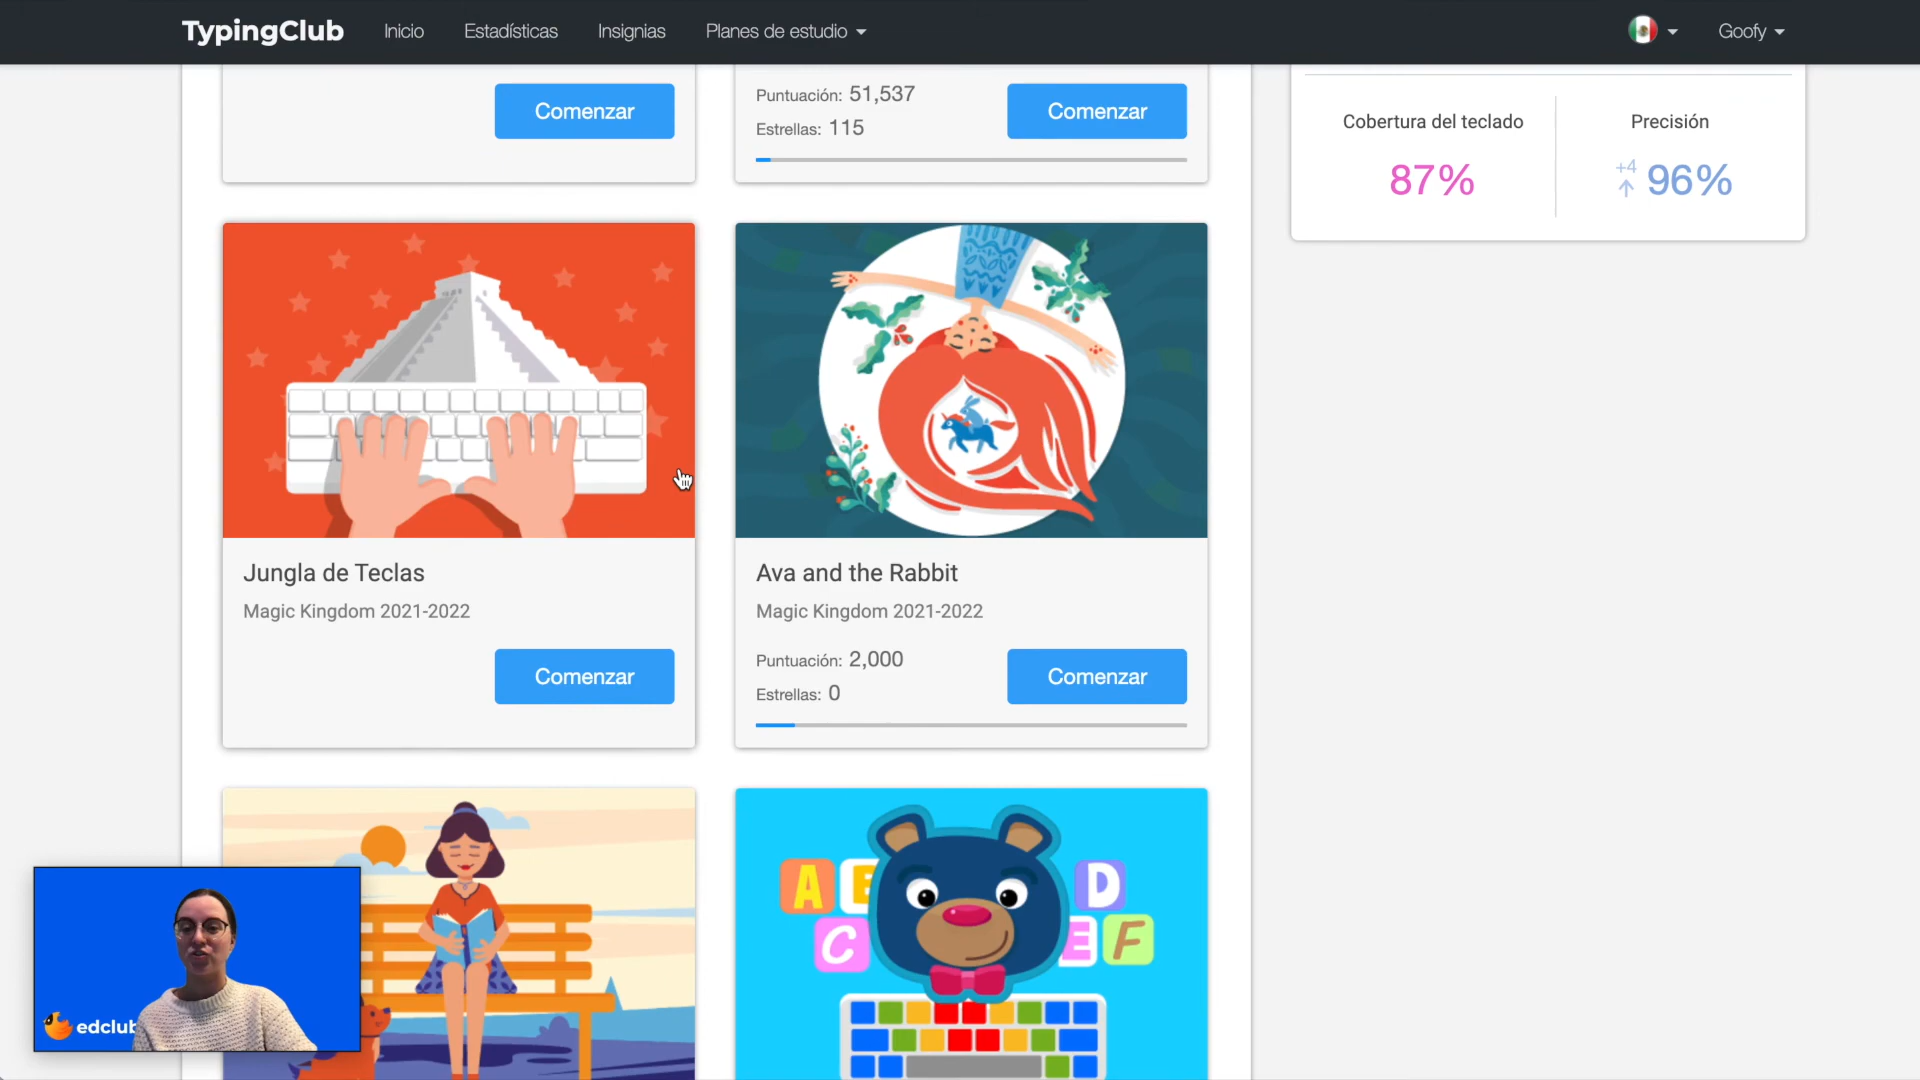 TypingClub Inicio Estadísticas Insignias Planes de estudio Goofy
Comenzar
Puntuación: 51,537
Estrellas: 115
Comenzar
Cobertura del teclado
87%
Precisión
+4 96%
Jungla de Teclas
Magic Kingdom 2021-2022
Comenzar
Ava and the Rabbit
Magic Kingdom 2021-2022
Puntuación: 2,000
Estrellas: 0
Comenzar
A
D
C
E
F
edclub